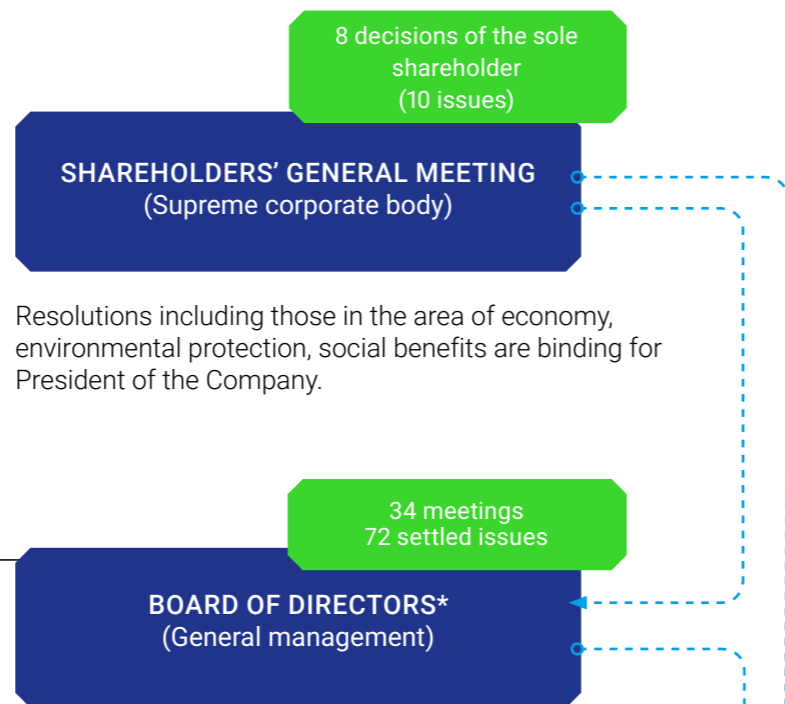 8 decisions of the sole
shareholder
(10 issues)
SHAREHOLDERS’ GENERAL MEETING
(Supreme corporate body)
Resolutions including those in the area of economy,
environmental protection, social benefits are binding for
President of the Company.
34 meetings
72 settled issues
BOARD OF DIRECTORS*
(General management)